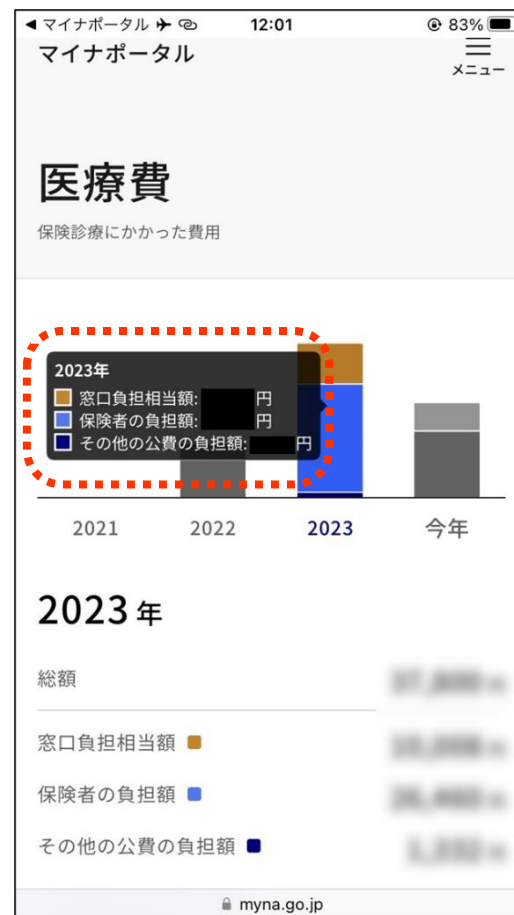 ◀ マイナポータル 12:01 83%
マイナポータル
メニュー
医療費
保険診療にかかった費用
2023年
窓口負担相当額: 円
保険者の負担額: 円
その他の公費の負担額: 円
2021 2022 2023 今年
2023年
総額
窓口負担相当額
保険者の負担額
その他の公費の負担額
myna.go.jp